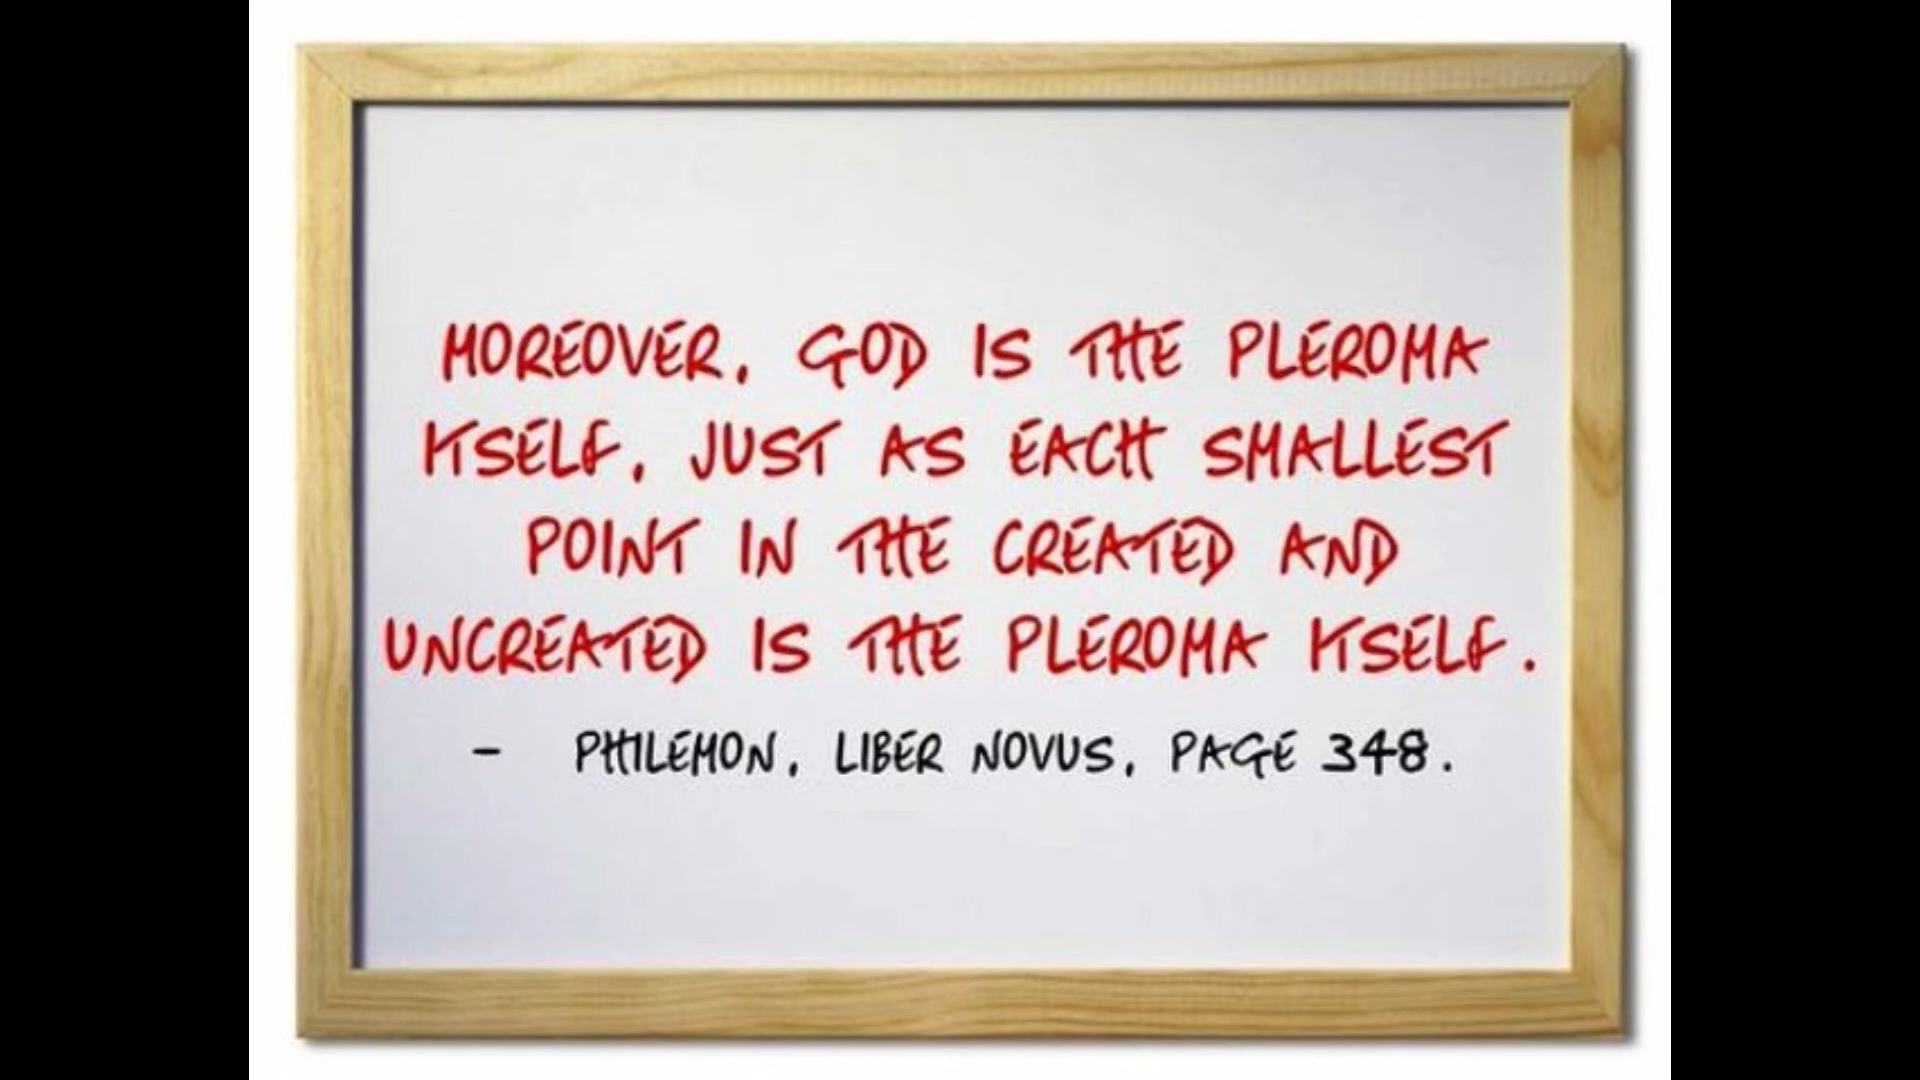 MOREOVER, GOD IS THE PLEROMA
ITSELF, JUST AS EACH SMALLEST
POINT IN THE CREATED AND
UNCREATED IS THE PLEROMA ITSELF.
- PHILEMON, LIBER NOVUS, PAGE 348.